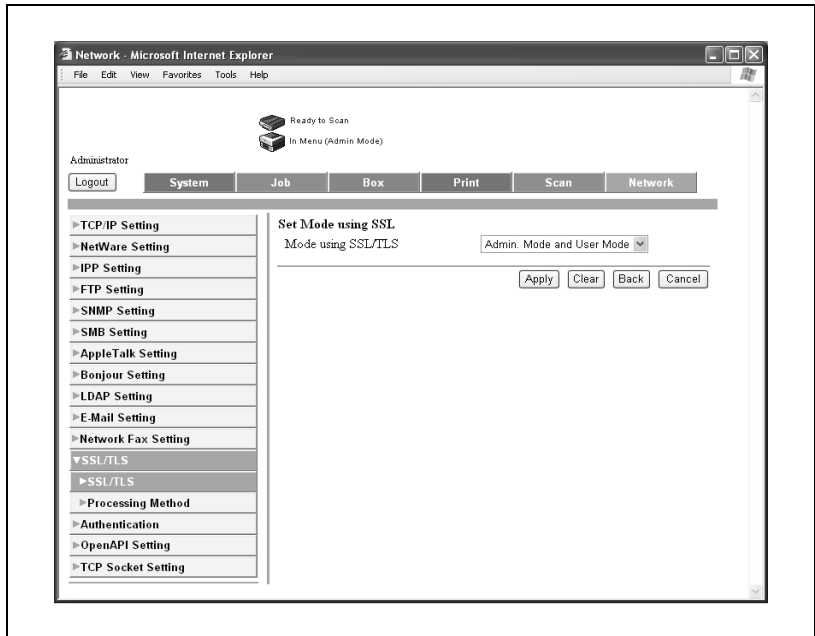 Network - Microsoft Internet Explorer
File Edit View Favorites Tools Help
Ready to Scan
In Menu (Admin Mode)
Administrator
Logout System Job Box Print Scan Network
TCP/IP Setting
NetWare Setting
IPP Setting
FTP Setting
SNMP Setting
SMB Setting
AppleTalk Setting
Bonjour Setting
LDAP Setting
E-Mail Setting
Network Fax Setting
SSL/TLS
SSL/TLS
Processing Method
Authentication
OpenAPI Setting
TCP Socket Setting
Set Mode using SSL
Mode using SSL/TLS Admin. Mode and User Mode
Apply Clear Back Cancel